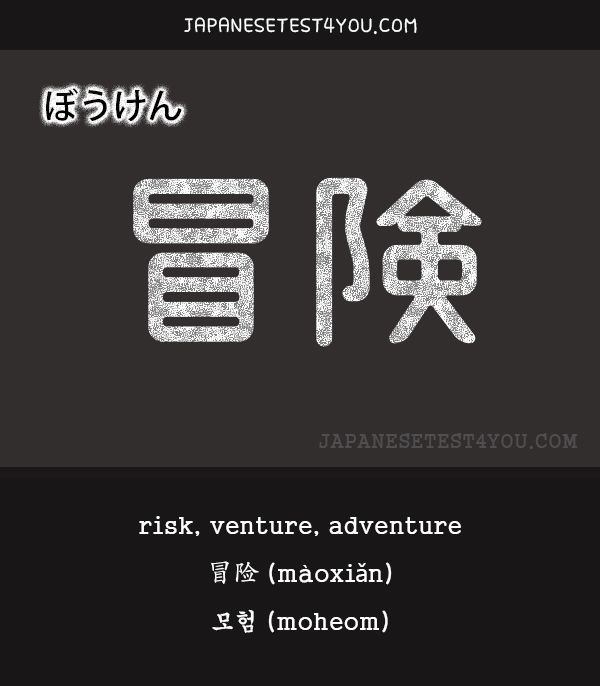 JAPANESETEST4YOU.COM
ぼうけん
冒険
JAPANESETEST4YOU.COM
risk, venture, adventure
冒险 (màoxiǎn)
모험 (moheom)